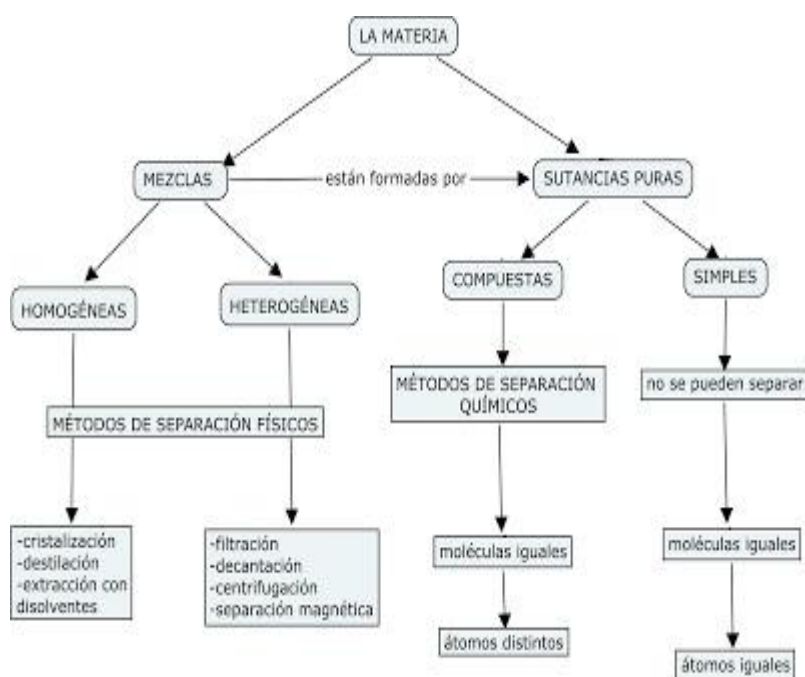 LA MATERIA
MEZCLAS
están formadas por
SUTANCIAS PURAS
HOMOGÉNEAS
HETEROGÉNEAS
COMPUESTAS
SIMPLES
MÉTODOS DE SEPARACIÓN FÍSICOS
MÉTODOS DE SEPARACIÓN
QUÍMICOS
no se pueden separar
-cristalización
-destilación
-extracción con
disolventes
-filtración
-decantación
-centrifugación
-separación magnética
moléculas iguales
átomos distintos
moléculas iguales
átomos iguales